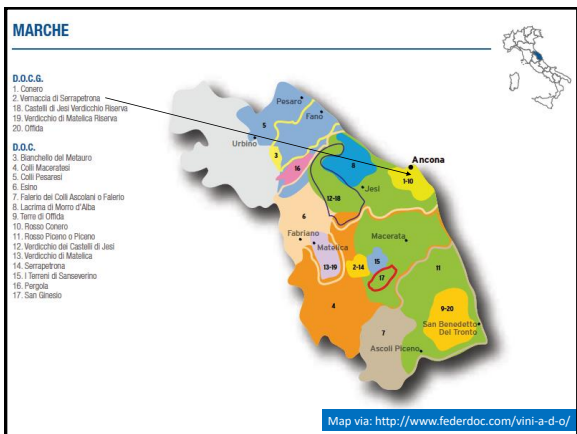 MARCHE
D.O.C.G.
1. Conero
2. Vernaccia di Serrapetrona
18. Castelli di Jesi Verdicchio Riserva
19. Verdicchio di Matelica Riserva
20. Offida
D.O.C.
3. Bianchello del Metauro
4. Colli Maceratesi
5. Colli Pesaresi
6. Esino
7. Falerio dei Colli Ascolani o Falerio
8. Lacrima di Morro d'Alba
9. Terre di Offida
10. Rosso Conero
11. Rosso Piceno o Piceno
12. Verdicchio dei Castelli di Jesi
13. Verdicchio di Matelica
14. Serrapetrona
15. I Terreni di Sanseverino
16. Pergola
17. San Ginesio
Pesaro
Fano
5
Urbino
3
16
8
Ancona
1-10
Jesi
12-18
6
Fabriano
Matelica
Macerata
13-19
2-14
15
11
17
4
9-20
San Benedetto
Del Tronto
7
Ascoli Piceno
Map via: http://www.federdoc.com/vini-a-d-o/